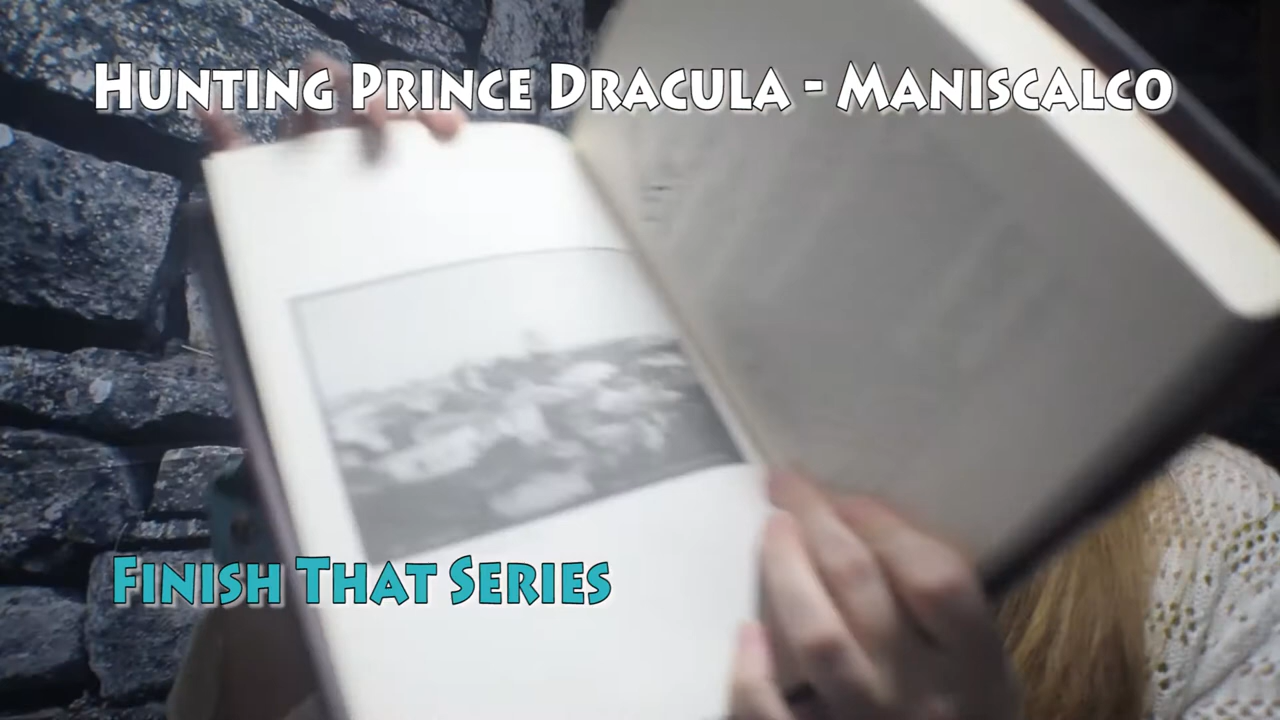 Hunting Prince Dracula - Maniscalco
Finish That Series